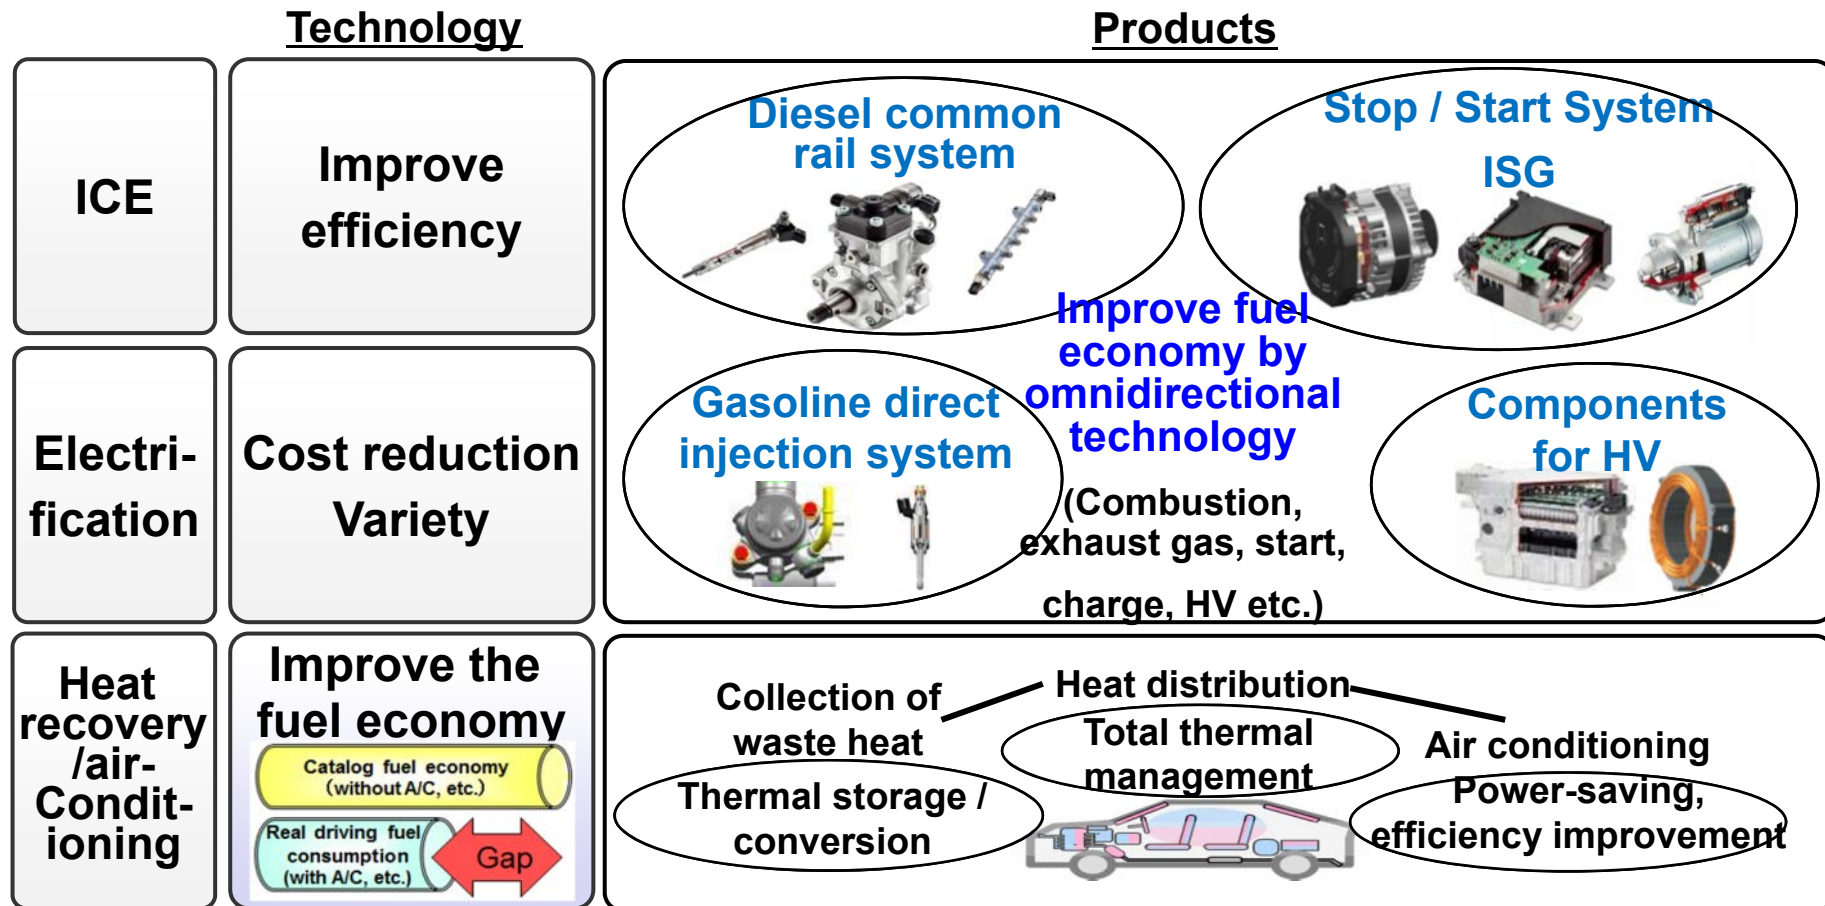 Technology
Products
ICE
Improve
efficiency
Diesel common
rail system
Stop / Start System
ISG
Improve fuel
economy by
omnidirectional
technology
(Combustion,
exhaust gas, start,
charge, HV etc.)
Electri-
fication
Cost reduction
Variety
Gasoline direct
injection system
Components
for HV
Heat
recovery
/air-
Condit-
ioning
Improve the
fuel economy
Catalog fuel economy
(without A/C, etc.)
Real driving fuel
consumption
(with A/C, etc.)
Gap
Collection of
waste heat
Thermal storage /
conversion
Heat distribution
Total thermal
management
Air conditioning
Power-saving,
efficiency improvement